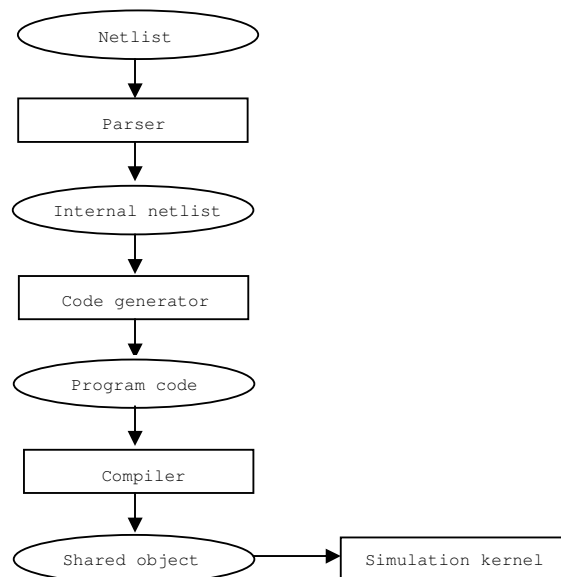 Netlist
Parser
Internal netlist
Code generator
Program code
Compiler
Shared object
Simulation kernel